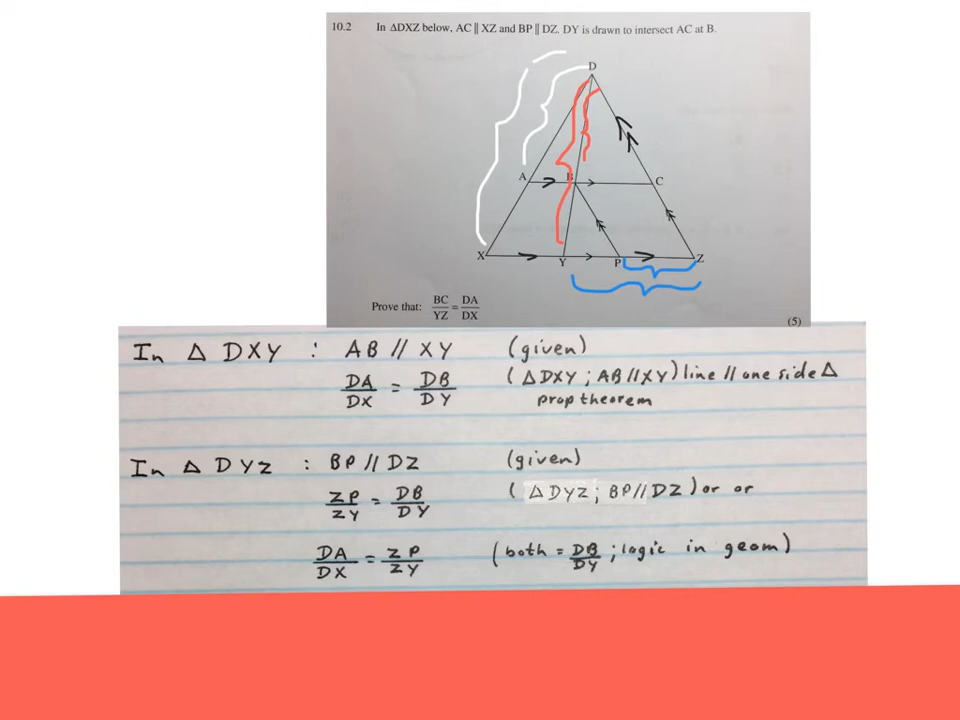 10.2 In ΔDXZ below, AC ∥ XZ and BP ∥ DZ. DY is drawn to intersect AC at B.
D
A B C
X Y P Z
Prove that: BC/YZ = DA/DX
(5)
In Δ DXY : AB // XY (given)
DA/DX = DB/DY (ΔDXY ; AB//XY) line // one side Δ
prop theorem
In Δ DYZ : BP // DZ (given)
ZP/ZY = DB/DY (ΔDYZ ; BP//DZ) or or
DA/DX = ZP/ZY (both = DB/DY ; logic in geom)